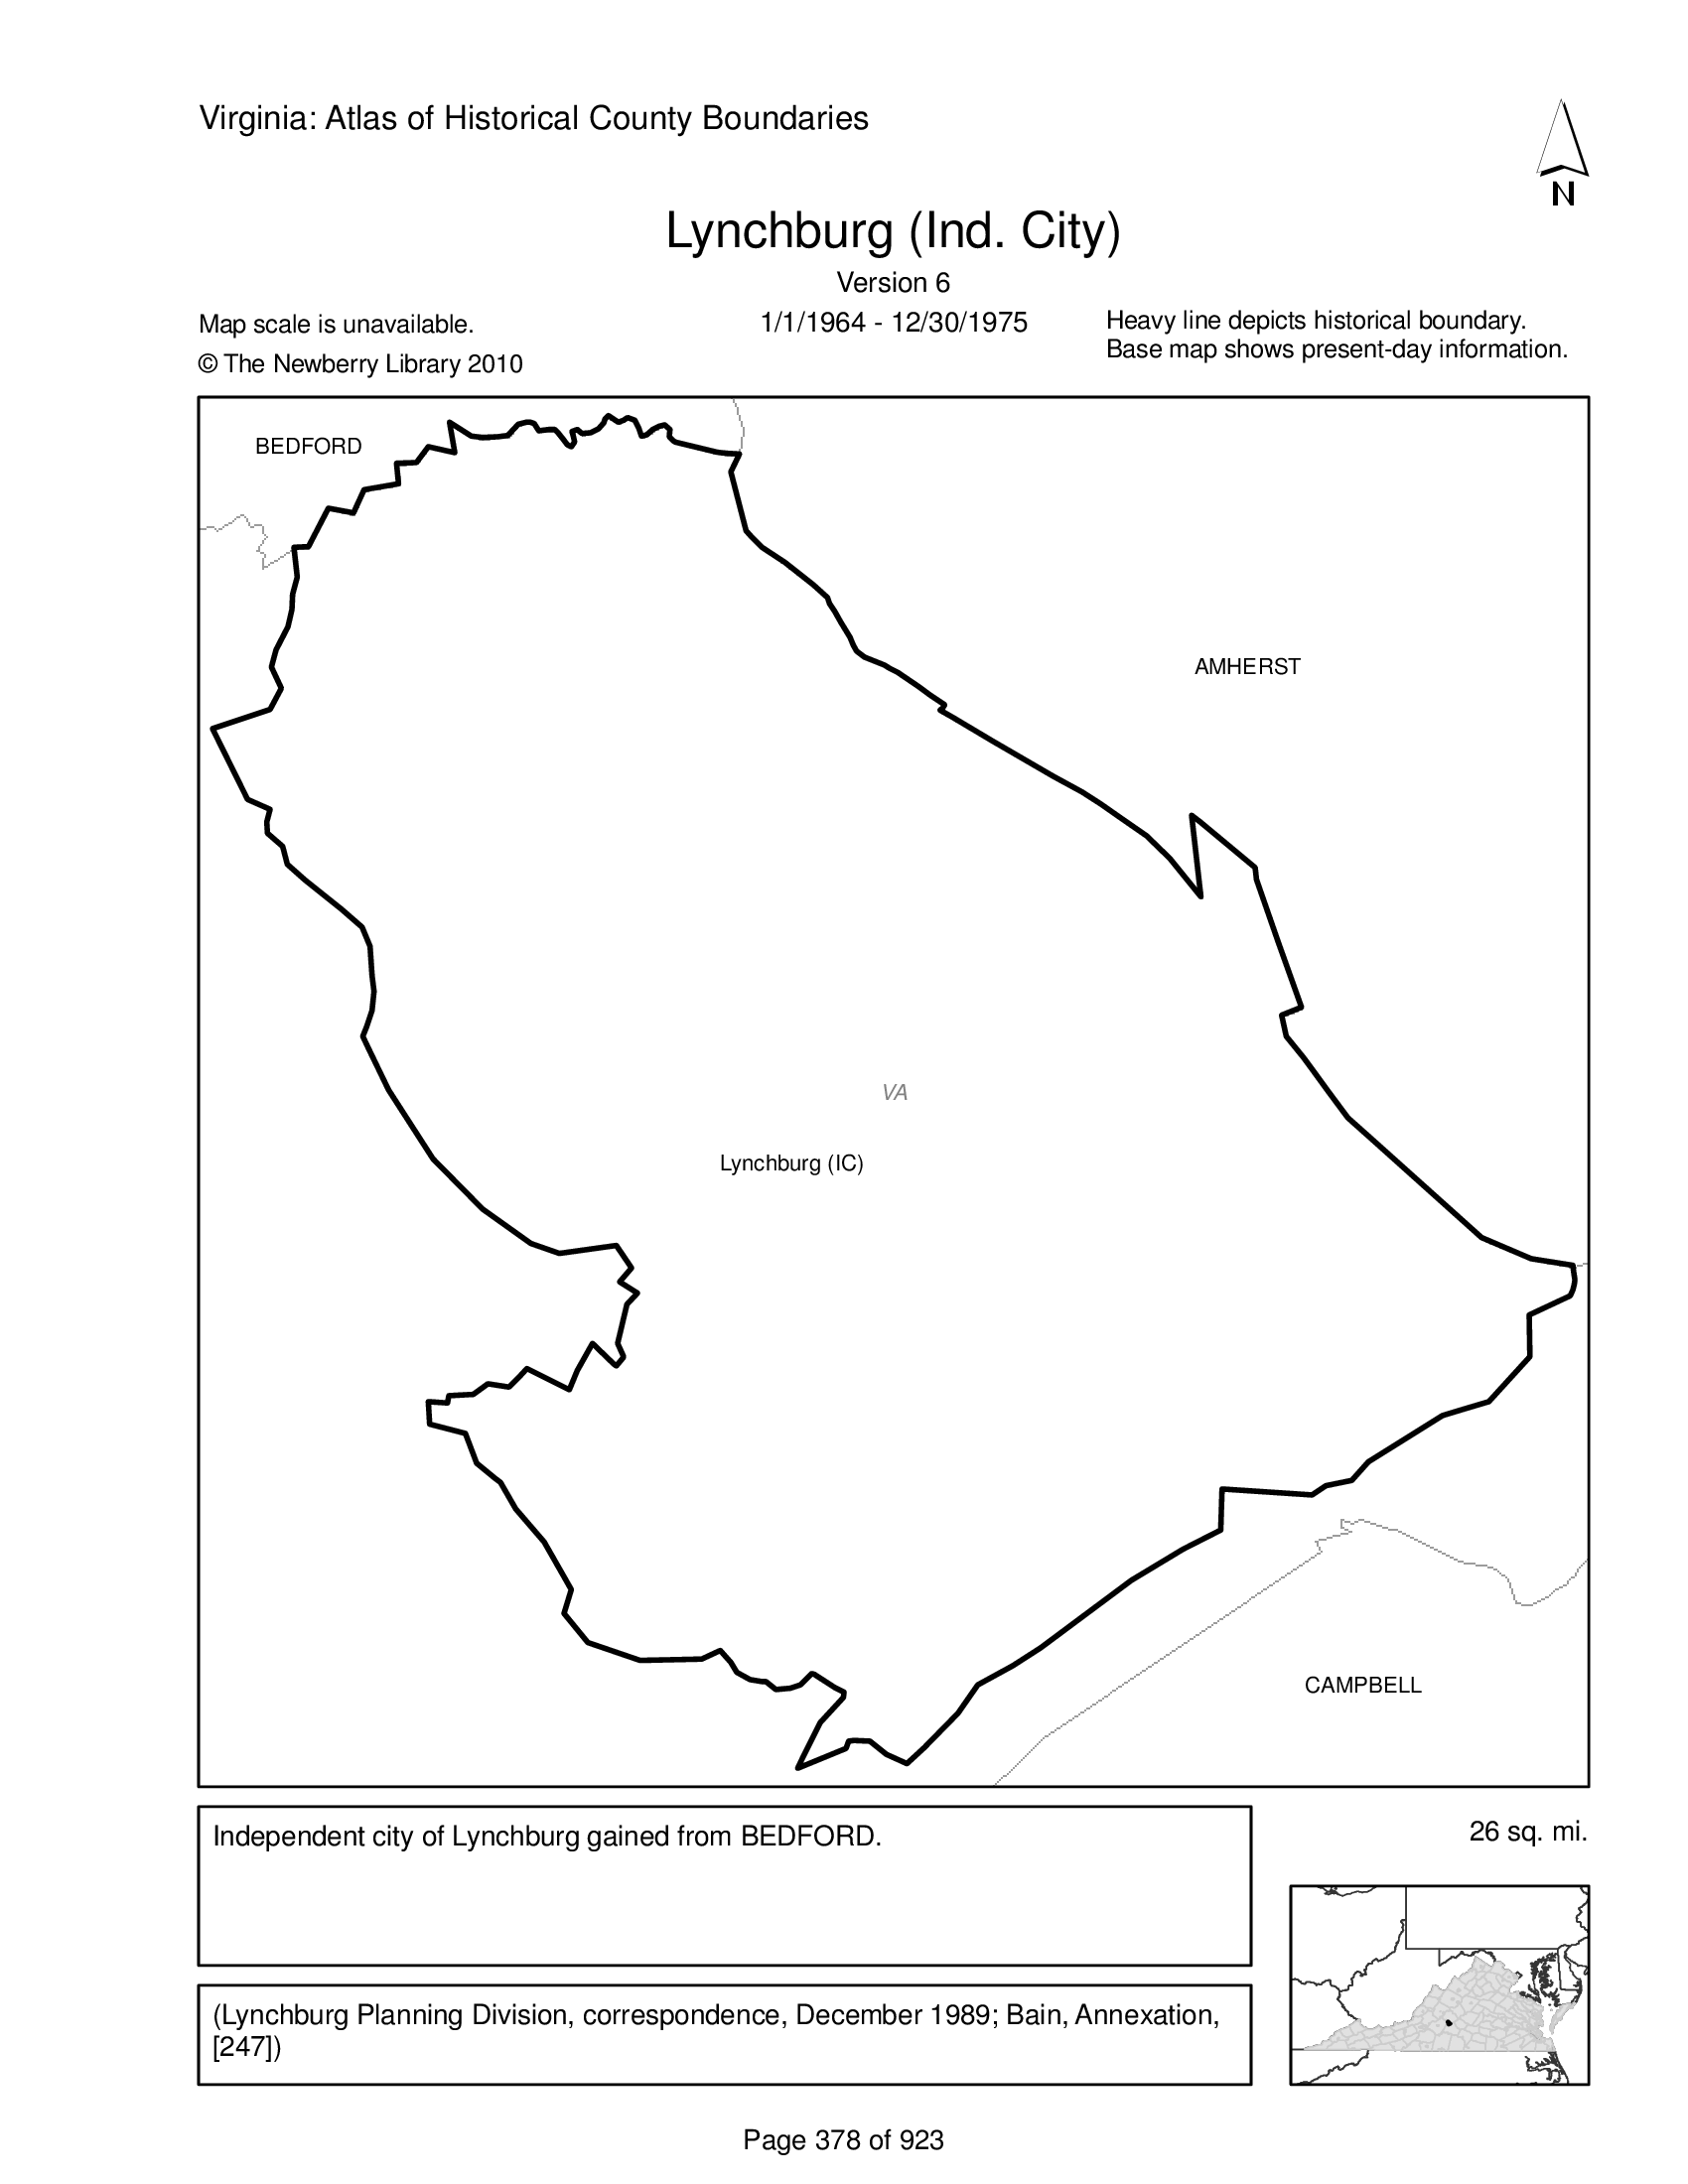 Virginia: Atlas of Historical County Boundaries
N
Lynchburg (Ind. City)
Version 6
Map scale is unavailable.
1/1/1964 - 12/30/1975
Heavy line depicts historical boundary.
Base map shows present-day information.
© The Newberry Library 2010
BEDFORD
AMHERST
VA
Lynchburg (IC)
CAMPBELL
Independent city of Lynchburg gained from BEDFORD.
26 sq. mi.
(Lynchburg Planning Division, correspondence, December 1989; Bain, Annexation,
[247])
Page 378 of 923